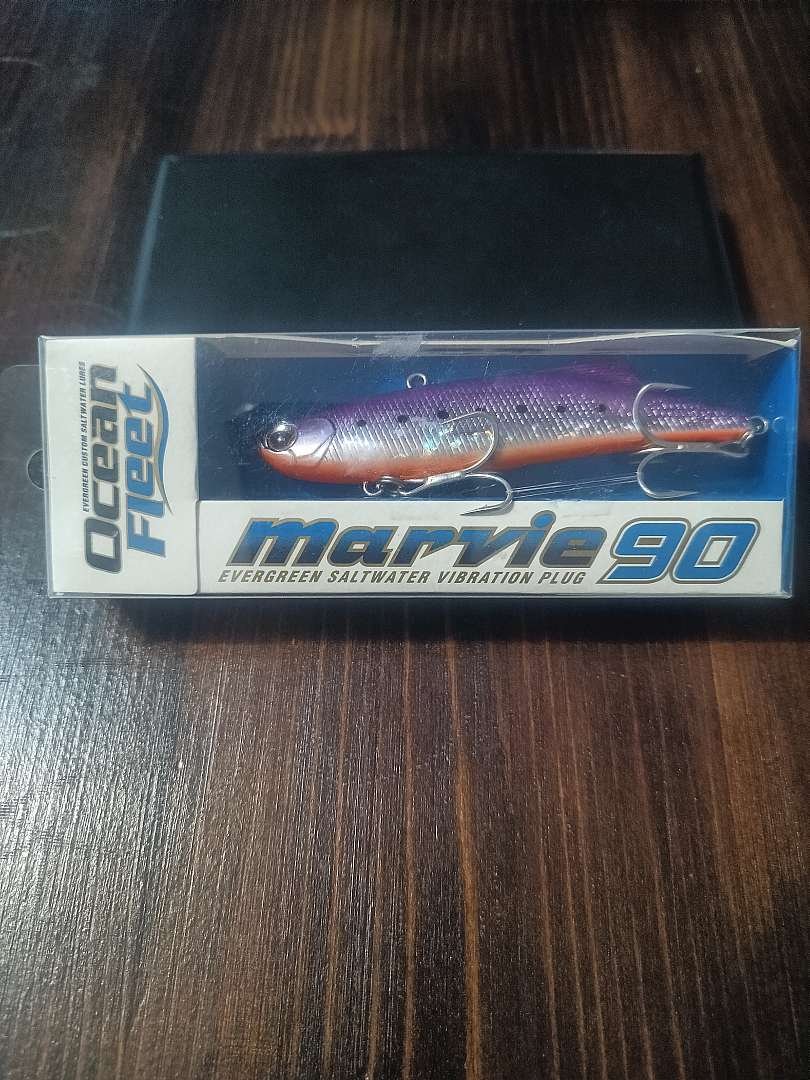 EVERGREEN CUSTOM SALTWATER LURES
Ocean
Fleet
marvie 90
EVERGREEN SALTWATER VIBRATION PLUG